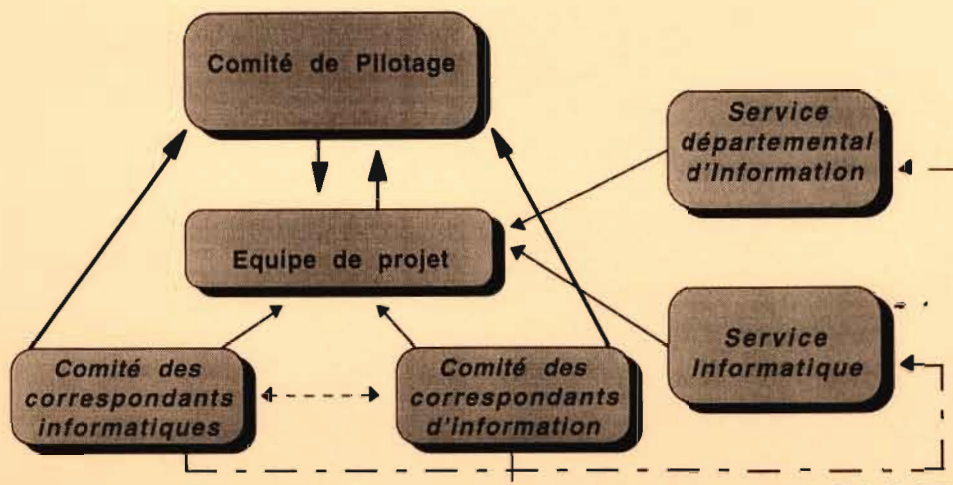 Comité de Pilotage
Service
départemental
d'Information
Equipe de projet
Service
Informatique
Comité des
correspondants
informatiques
Comité des
correspondants
d'information